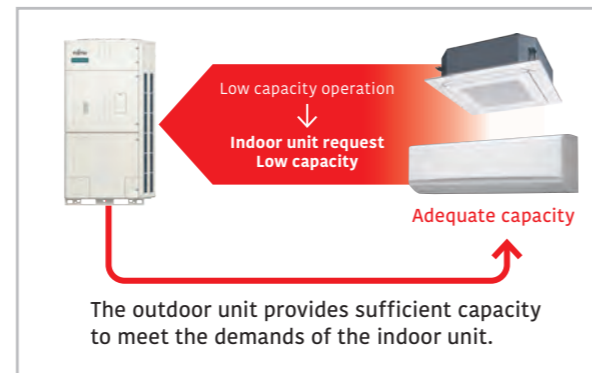 Low capacity operation
Indoor unit request
Low capacity
Adequate capacity
The outdoor unit provides sufficient capacity
to meet the demands of the indoor unit.